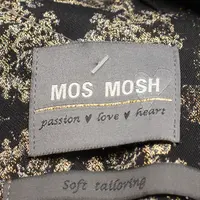 MOS MOSH
passion ♥ love ♥ heart
Soft tailoring